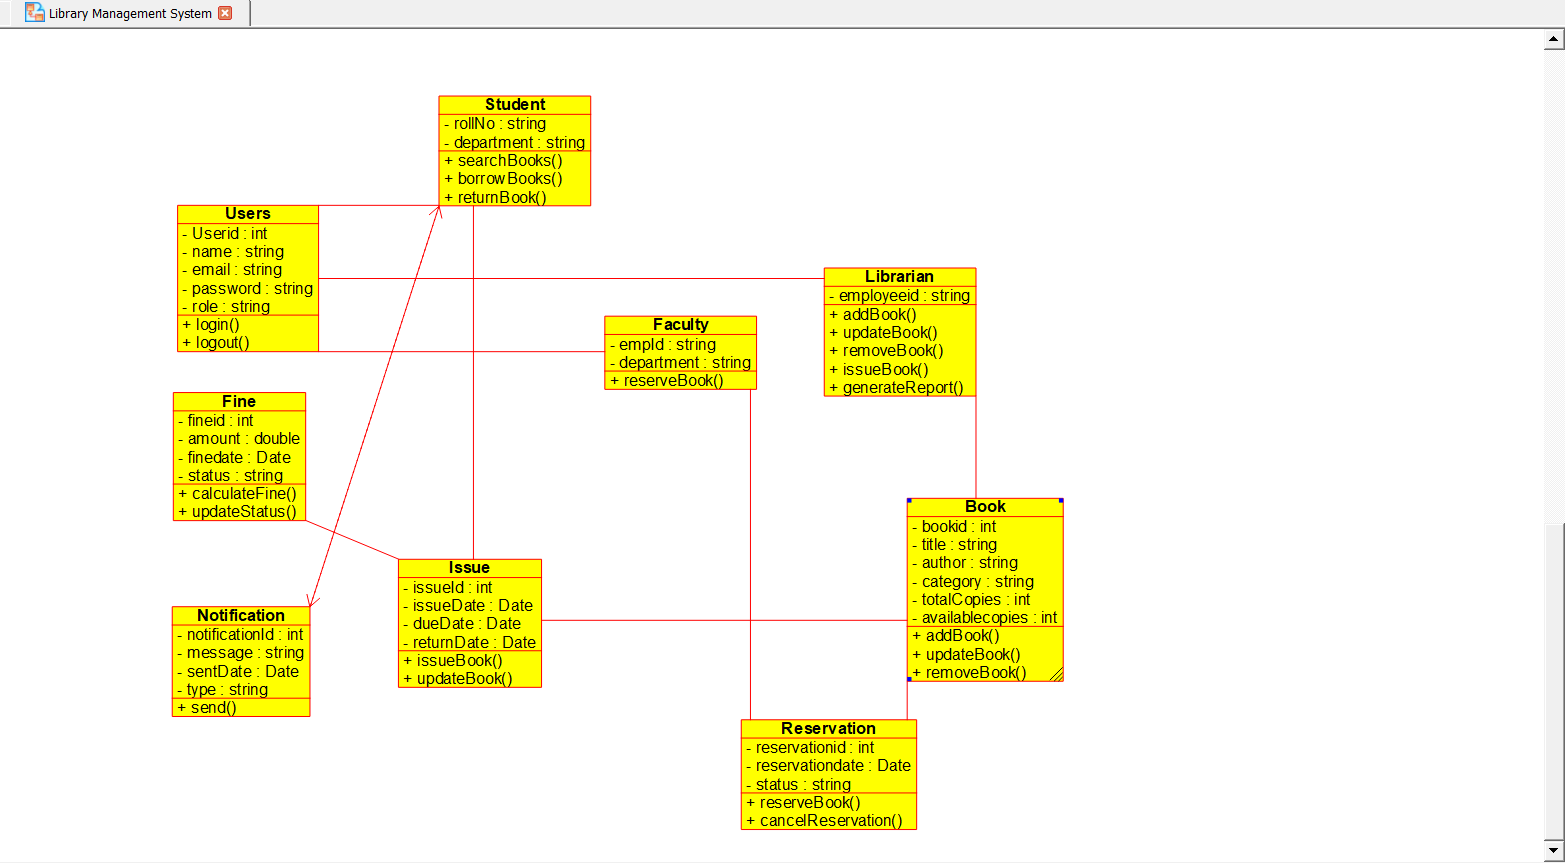 Library Management System
Student
- rollNo : string
- department : string
+ searchBooks()
+ borrowBooks()
+ returnBook()
Users
- Userid : int
- name : string
- email : string
- password : string
- role : string
+ login()
+ logout()
Librarian
- employeeid : string
+ addBook()
+ updateBook()
+ removeBook()
+ issueBook()
+ generateReport()
Faculty
- empId : string
- department : string
+ reserveBook()
Fine
- fineid : int
- amount : double
- finedate : Date
- status : string
+ calculateFine()
+ updateStatus()
Book
- bookid : int
- title : string
- author : string
- category : string
- totalCopies : int
- availablecopies : int
+ addBook()
+ updateBook()
+ removeBook()
Issue
- issueId : int
- issueDate : Date
- dueDate : Date
- returnDate : Date
+ issueBook()
+ updateBook()
Notification
- notificationId : int
- message : string
- sentDate : Date
- type : string
+ send()
Reservation
- reservationid : int
- reservationdate : Date
- status : string
+ reserveBook()
+ cancelReservation()